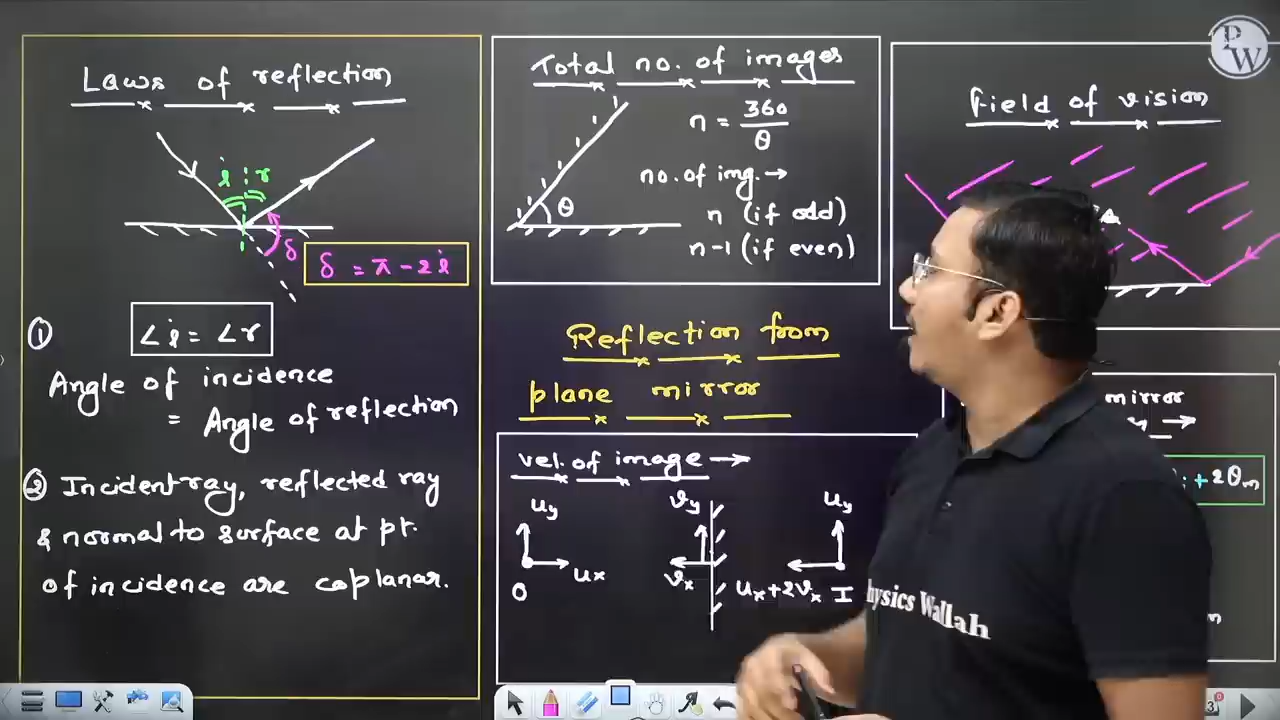 Laws of reflection
i r
δ
δ = π - 2i
① ∠i = ∠r
Angle of incidence
= Angle of reflection
② Incident ray, reflected ray
& normal to surface at pt.
of incidence are coplanar.
Total no. of images
n = 360/θ
θ
no. of img. →
n (if odd)
n-1 (if even)
Reflection from
plane mirror
vel. of image →
uy
ux
O
vy
vx
uy
ux+2vx I
PW
Field of vision
mirror
+ 2θm
Physics Wallah